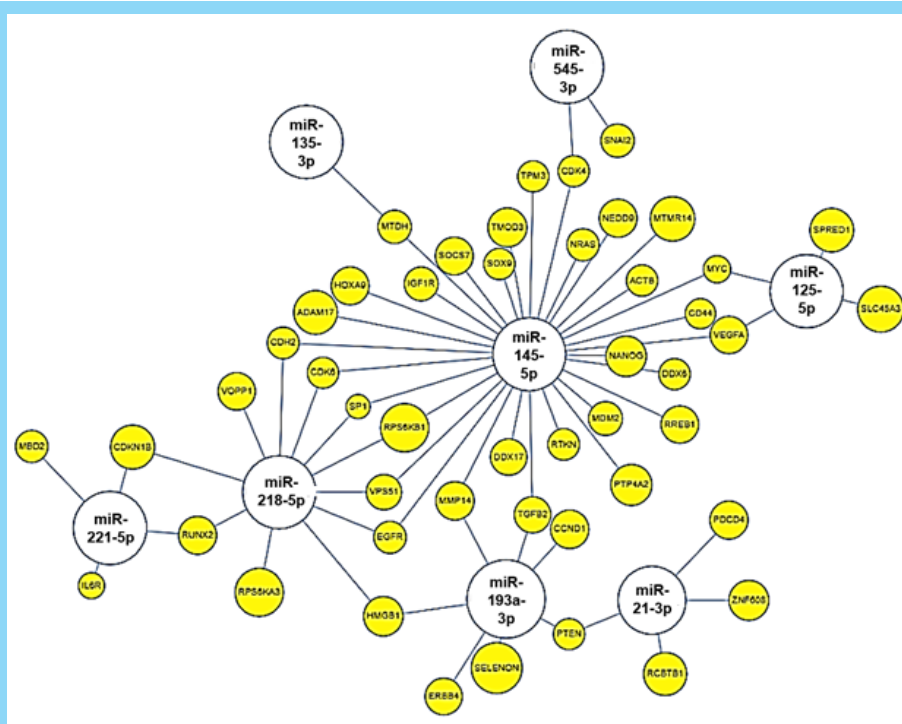 miR-
545-
3p
miR-
135-
3p
SNAI2
CDK4
TPM3
MTDH
TMOD3
NEDD9
MTMR14
SPRED1
NRAS
SOCS7
SOX9
MYC
miR-
125-
5p
HOXA9
IGF1R
ACTB
SLC45A3
ADAM17
CD44
VEGFA
CDH2
miR-
145-
5p
NANOG
DDX6
CDK6
VOPP1
SP1
RPS6KB1
MDM2
RREB1
MBD2
CDKN1B
RTKN
DDX17
PTP4A2
miR-
218-5p
VPS51
MMP14
TGFB2
CCND1
PDCD4
miR-
221-5p
RUNX2
EGFR
IL6R
RPS6KA3
HMGB1
miR-
193a-
3p
miR-
21-3p
ZNF608
PTEN
SELENON
RCBTB1
ERBB4